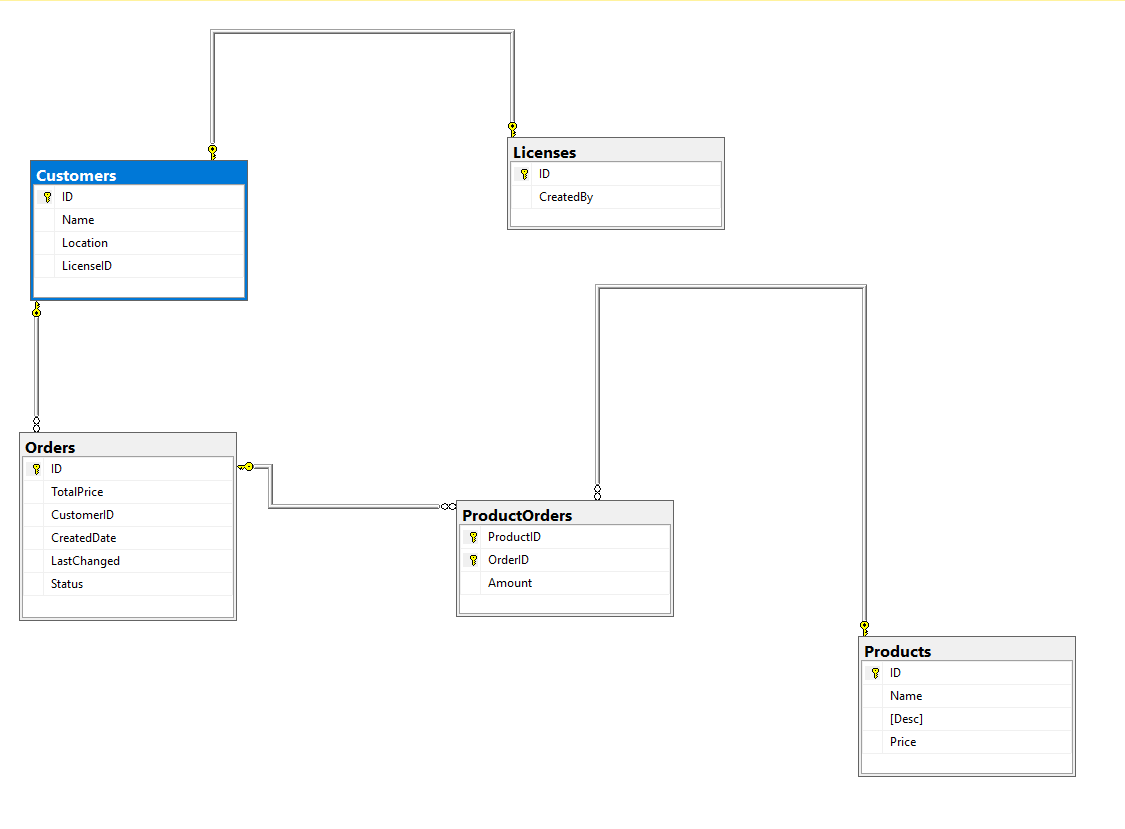 Customers
ID
Name
Location
LicenseID
Licenses
ID
CreatedBy
Orders
ID
TotalPrice
CustomerID
CreatedDate
LastChanged
Status
ProductOrders
ProductID
OrderID
Amount
Products
ID
Name
[Desc]
Price